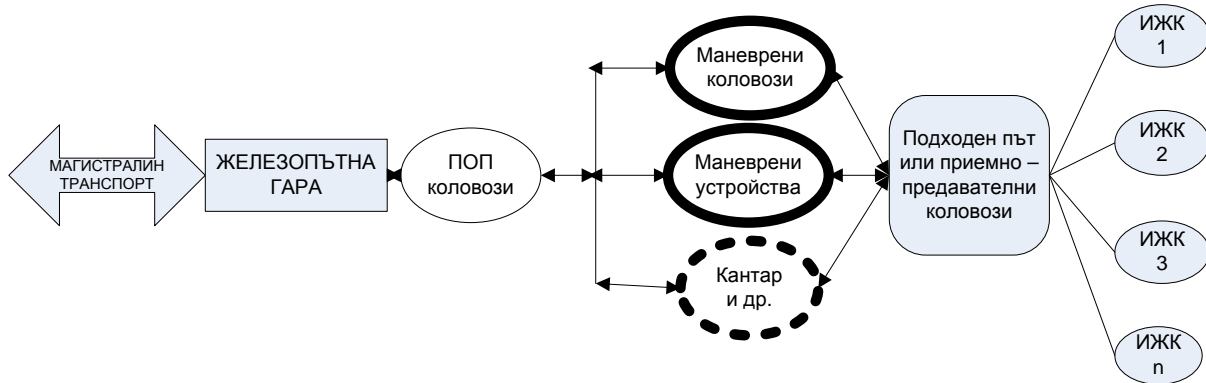 МАГИСТРАЛИН
ТРАНСПОРТ
ЖЕЛЕЗОПЪТНА
ГАРА
ПОП
коловози
Маневрени
коловози
Маневрени
устройства
Кантар
и др.
Подходен път
или приемно –
предавателни
коловози
ИЖК
1
ИЖК
2
ИЖК
3
ИЖК
n